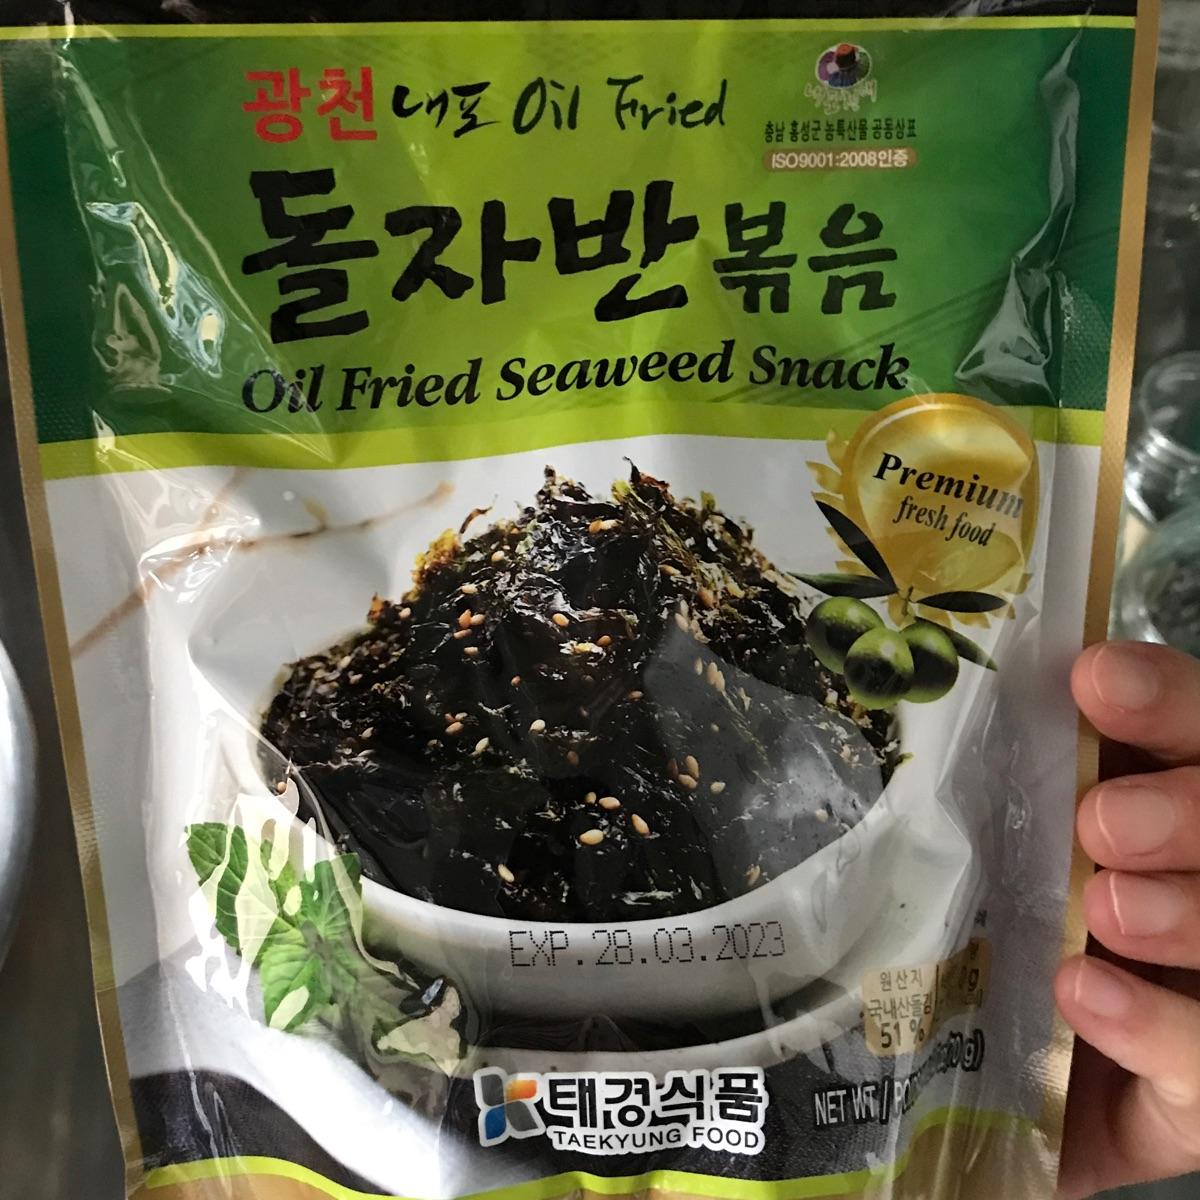 광천 내포 Oil Fried
충남 홍성군 농특산물 공동상표
ISO9001:2008인증
돌자반볶음
Oil Fried Seaweed Snack
Premium
fresh food
EXP. 28.03.2023
원산지
국내산돌김
51 %
태경식품
TAEKYUNG FOOD
NET WT